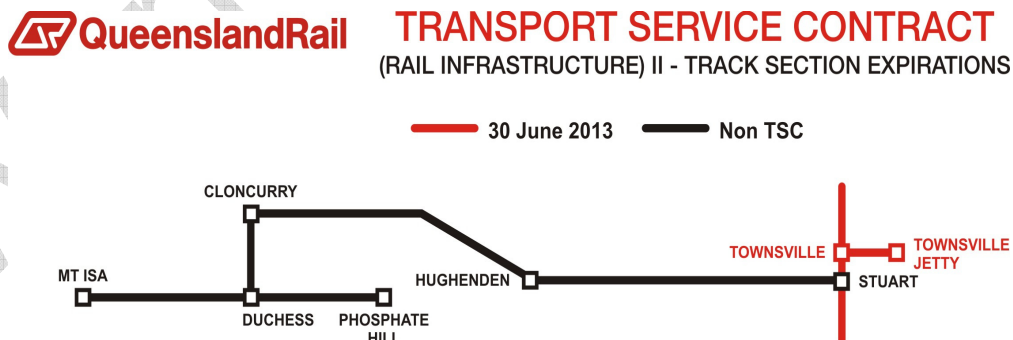 QueenslandRail
TRANSPORT SERVICE CONTRACT
(RAIL INFRASTRUCTURE) II - TRACK SECTION EXPIRATIONS
30 June 2013
Non TSC
CLONCURRY
TOWNSVILLE
TOWNSVILLE
JETTY
MT ISA
HUGHENDEN
STUART
DUCHESS
PHOSPHATE
HILL